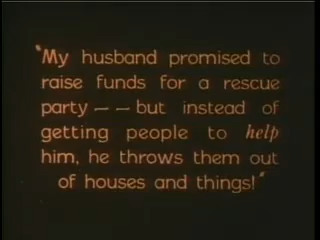 "My husband promised to
raise funds for a rescue
party -- but instead of
getting people to help
him, he throws them out
of houses and things!"